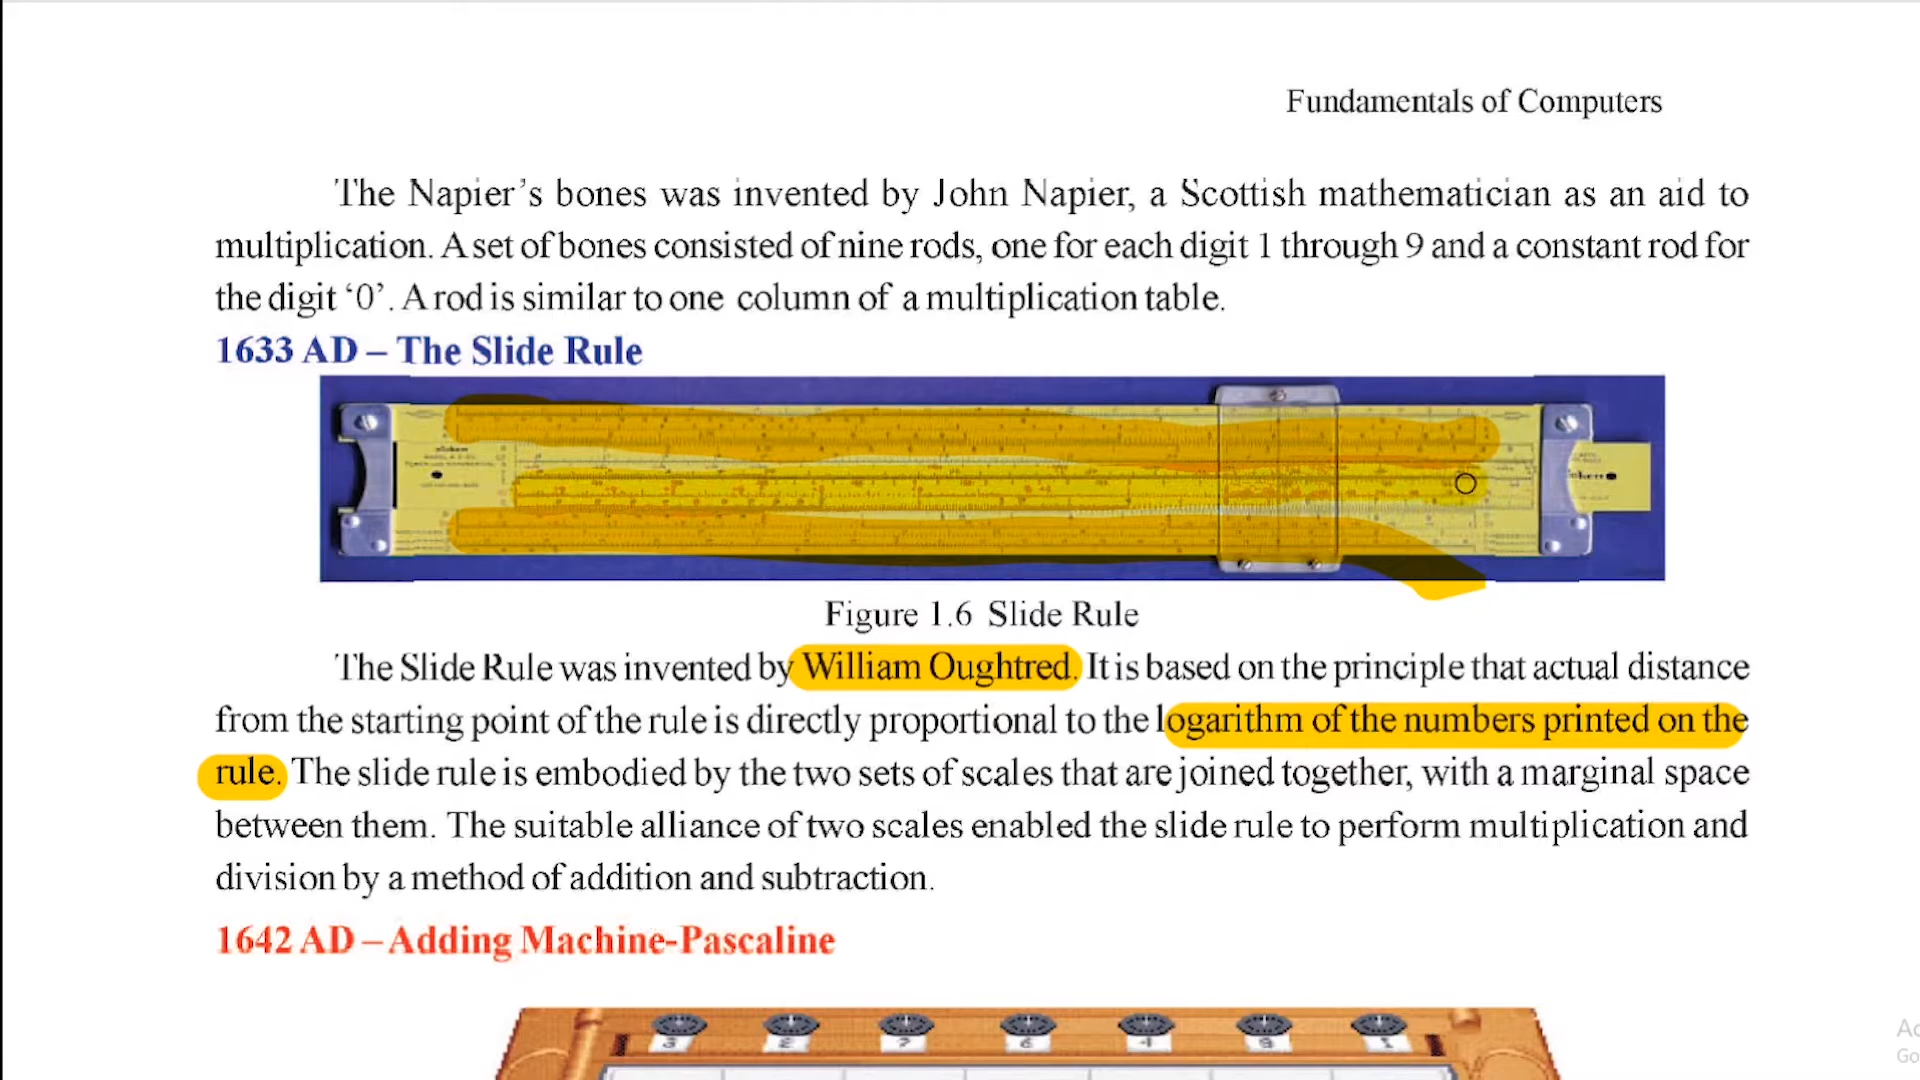 Fundamentals of Computers
The Napier’s bones was invented by John Napier, a Scottish mathematician as an aid to
multiplication. A set of bones consisted of nine rods, one for each digit 1 through 9 and a constant rod for
the digit ‘0’. A rod is similar to one column of a multiplication table.
1633 AD – The Slide Rule
Figure 1.6 Slide Rule
The Slide Rule was invented by William Oughtred. It is based on the principle that actual distance
from the starting point of the rule is directly proportional to the logarithm of the numbers printed on the
rule. The slide rule is embodied by the two sets of scales that are joined together, with a marginal space
between them. The suitable alliance of two scales enabled the slide rule to perform multiplication and
division by a method of addition and subtraction.
1642 AD – Adding Machine-Pascaline
Ac
Go